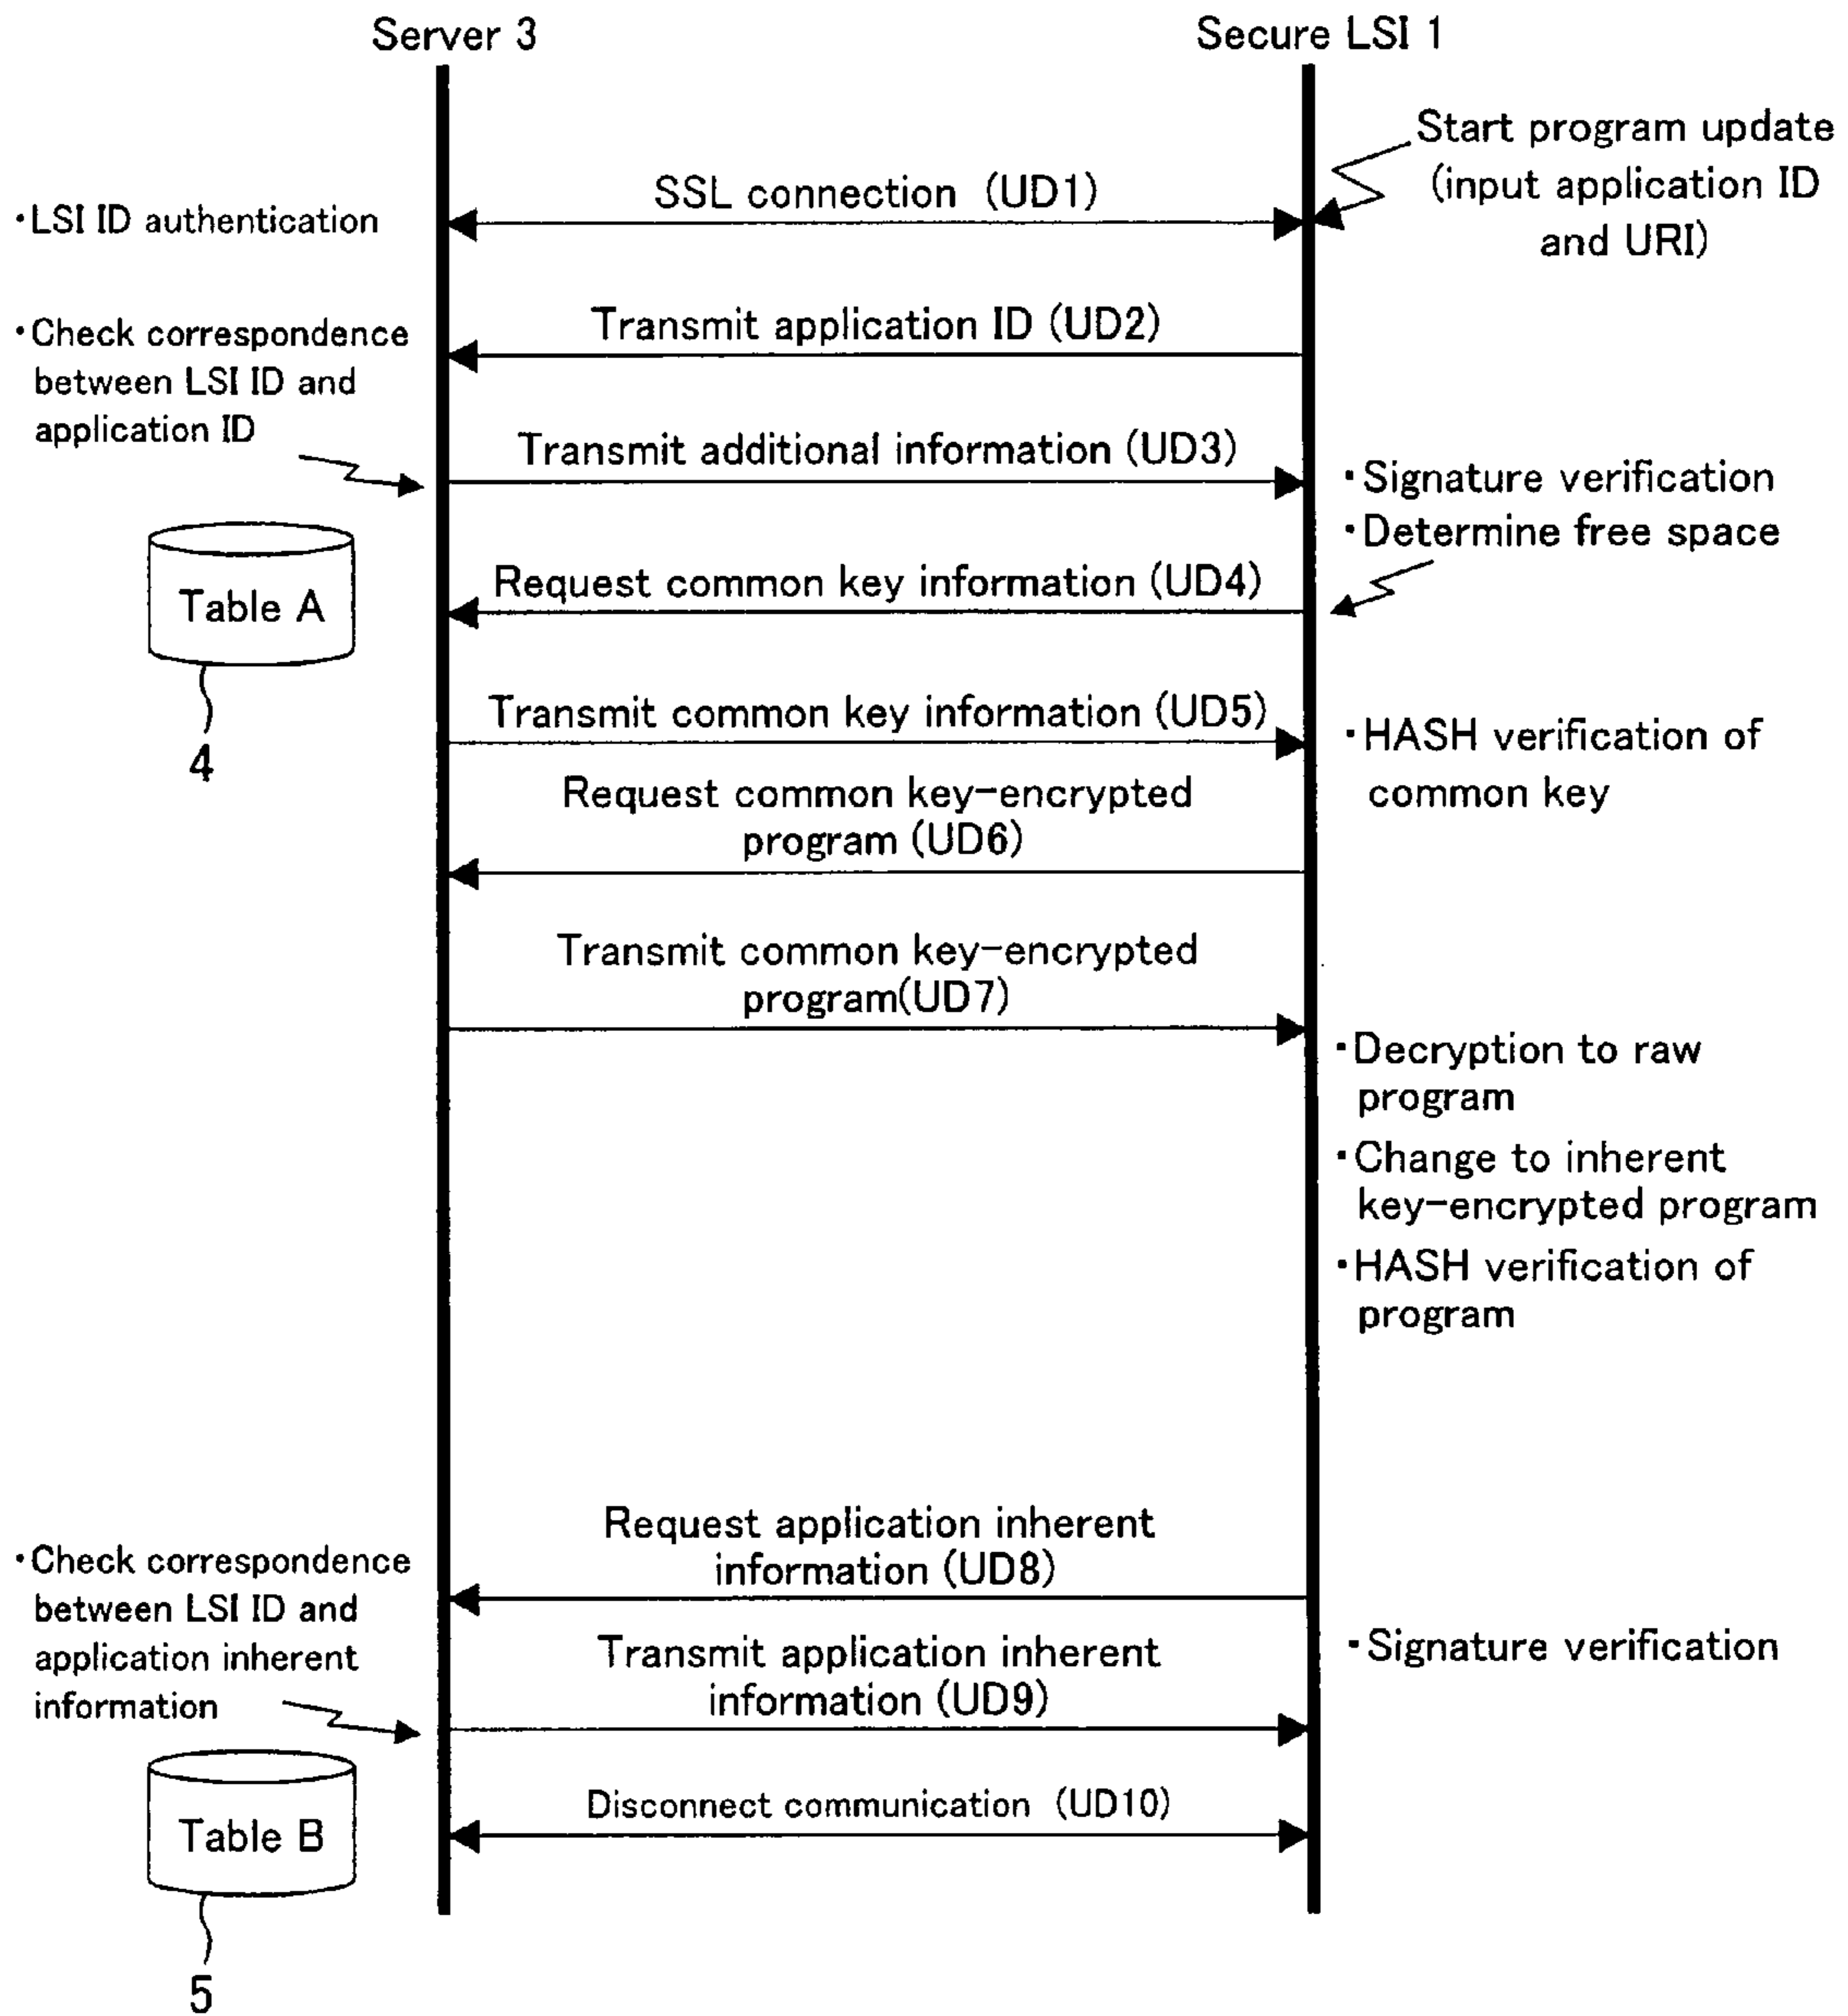 Server 3
Secure LSI 1
Start program update
(input application ID
and URI)
SSL connection (UD1)
・LSI ID authentication
Transmit application ID (UD2)
・Check correspondence
between LSI ID and
application ID
Transmit additional information (UD3)
・Signature verification
・Determine free space
Table A
4
Request common key information (UD4)
Transmit common key information (UD5)
・HASH verification of
common key
Request common key-encrypted
program (UD6)
Transmit common key-encrypted
program(UD7)
・Decryption to raw
program
・Change to inherent
key-encrypted program
・HASH verification of
program
Request application inherent
information (UD8)
・Check correspondence
between LSI ID and
application inherent
information
Transmit application inherent
information (UD9)
・Signature verification
Disconnect communication (UD10)
Table B
5